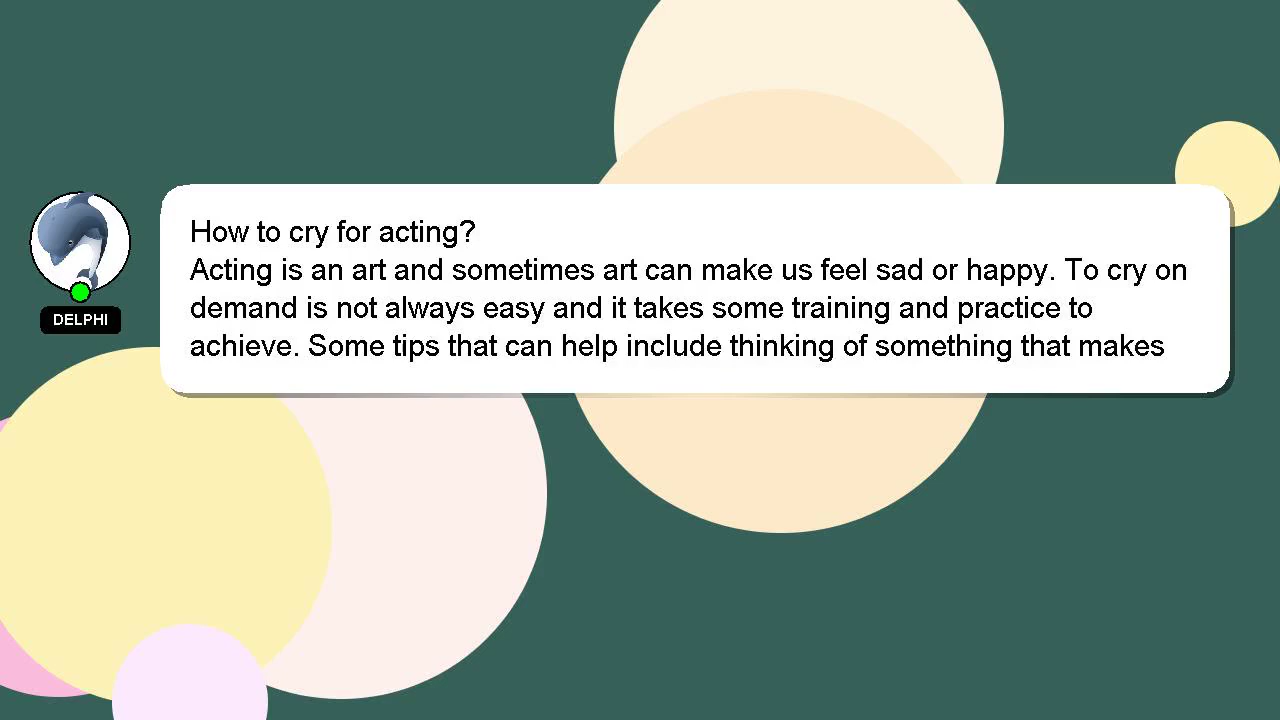 How to cry for acting?
Acting is an art and sometimes art can make us feel sad or happy. To cry on
demand is not always easy and it takes some training and practice to
achieve. Some tips that can help include thinking of something that makes
DELPHI